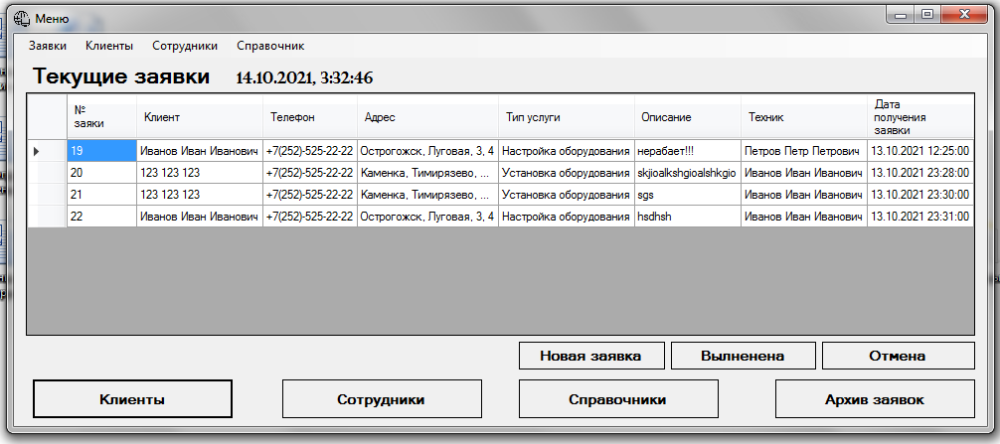 Меню
Заявки Клиенты Сотрудники Справочник
Текущие заявки 14.10.2021, 3:32:46
№ заяки Клиент Телефон Адрес Тип услуги Описание Техник Дата получения заявки
19 Иванов Иван Иванович +7(252)-525-22-22 Острогожск, Луговая, 3, 4 Настройка оборудования нерабает!!! Петров Петр Петрович 13.10.2021 12:25:00
20 123 123 123 +7(252)-525-22-22 Каменка, Тимирязево, ... Установка оборудования skjioalkshgioalshkgio Иванов Иван Иванович 13.10.2021 23:28:00
21 123 123 123 +7(252)-525-22-22 Каменка, Тимирязево, ... Установка оборудования sgs Иванов Иван Иванович 13.10.2021 23:30:00
22 Иванов Иван Иванович +7(252)-525-22-22 Острогожск, Луговая, 3, 4 Настройка оборудования hsdhsh Иванов Иван Иванович 13.10.2021 23:31:00
Новая заявка Вылненена Отмена
Клиенты Сотрудники Справочники Архив заявок